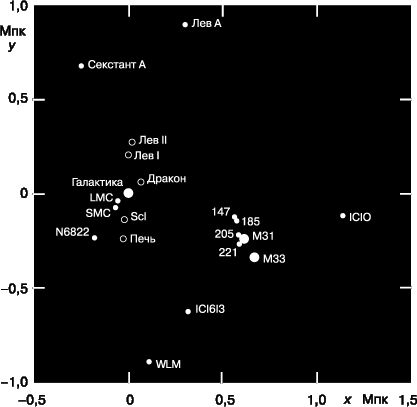 1,0
Мпк
y
Лев А
Секстант А
0,5
Лев II
Лев I
Галактика
Дракон
0
LMC
SMC
Scl
147
185
ICIO
N6822
Печь
205
M31
221
M33
−0,5
ICI6I3
WLM
−1,0
−0,5
0
0,5
1,0
x Мпк
1,5